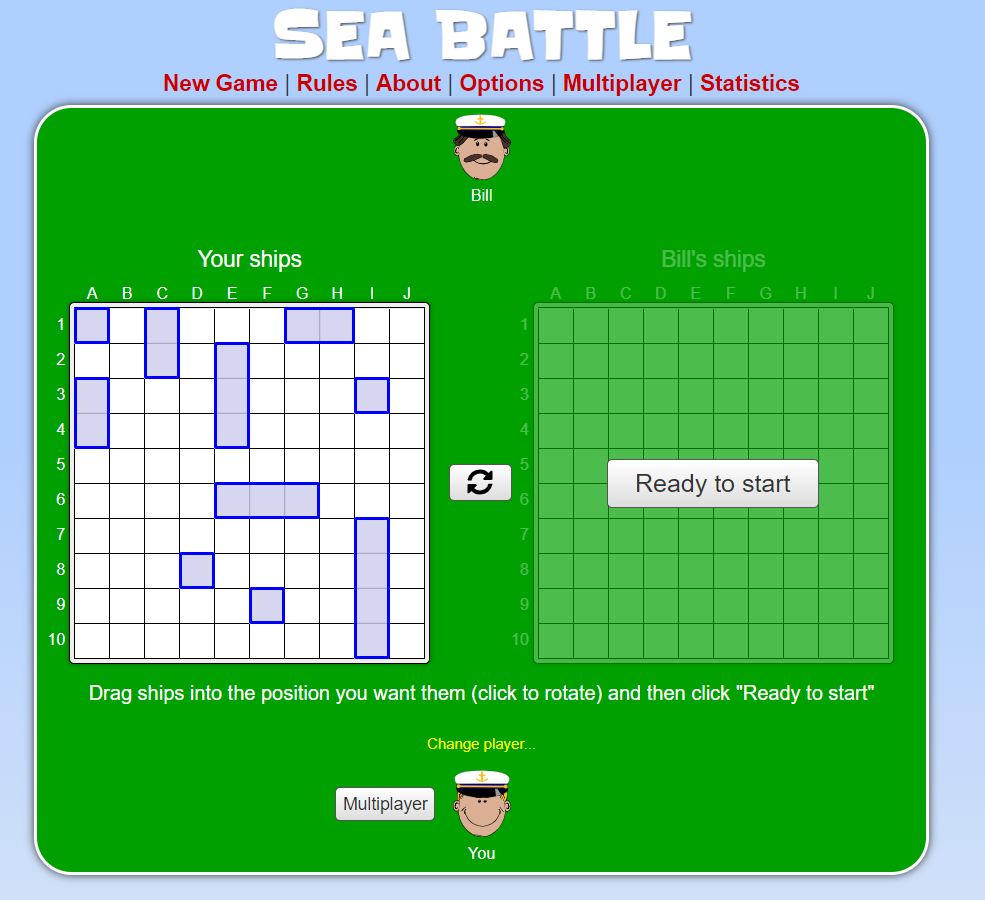 SEA BATTLE
New Game | Rules | About | Options | Multiplayer | Statistics
Bill
Your ships
Bill's ships
A B C D E F G H I J
A B C D E F G H I J
1
1
2
2
3
3
4
4
5
5
6
6
Ready to start
7
7
8
8
9
9
10
10
Drag ships into the position you want them (click to rotate) and then click "Ready to start"
Change player...
Multiplayer
You